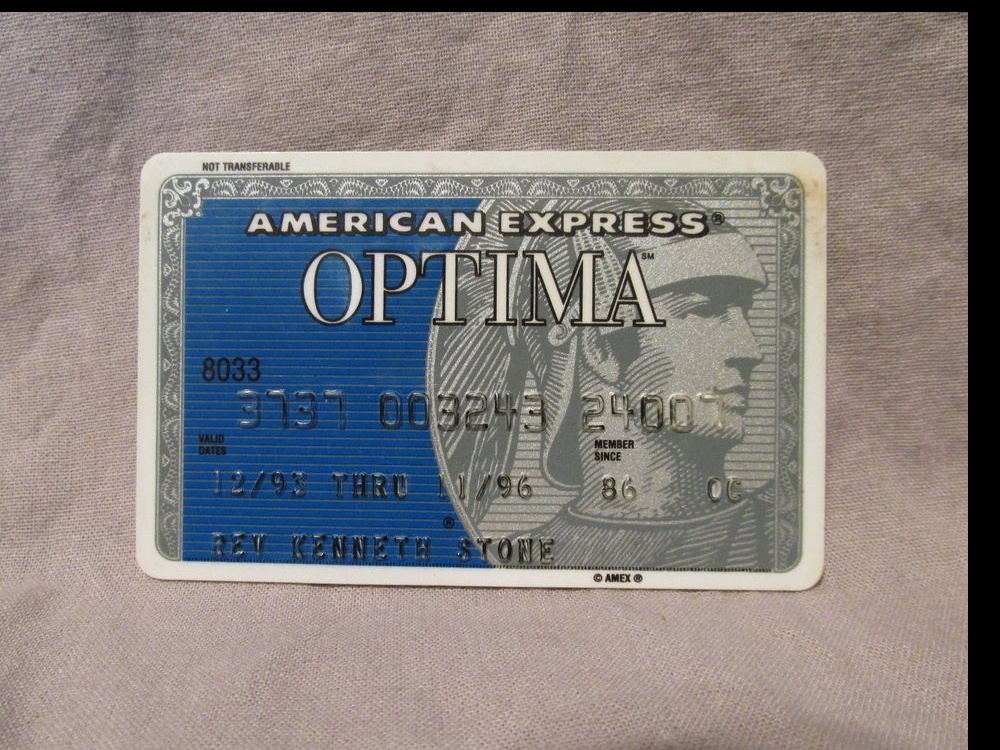 NOT TRANSFERABLE
AMERICAN EXPRESS®
OPTIMA℠
8033
3737 003243 24007
VALID DATES
MEMBER SINCE
12/93 THRU 11/96 86 OC
®
REV KENNETH STONE
© AMEX ®